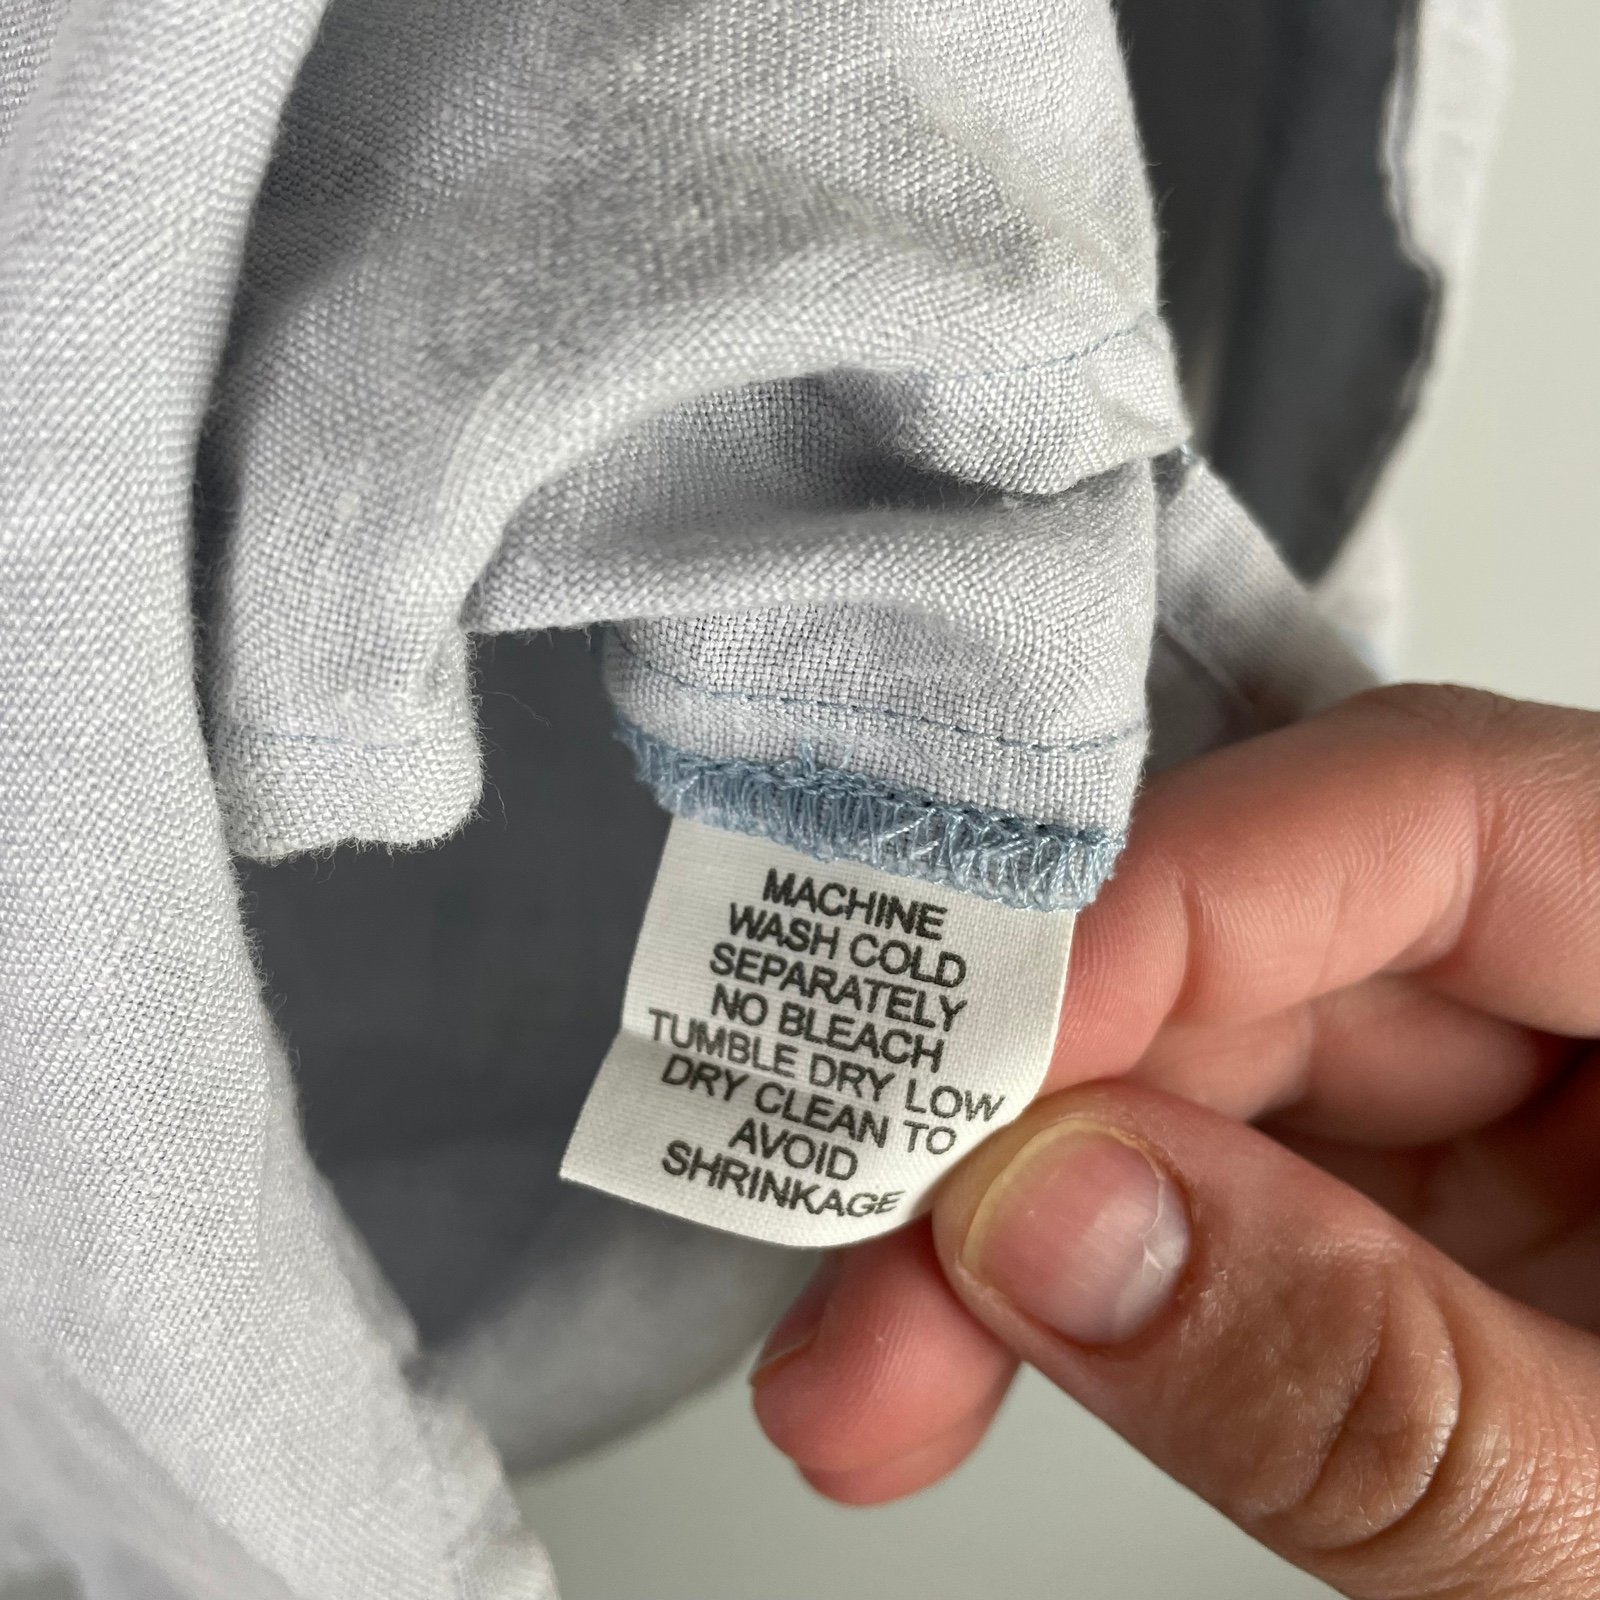 MACHINE
WASH COLD
SEPARATELY
NO BLEACH
TUMBLE DRY LOW
DRY CLEAN TO
AVOID
SHRINKAGE